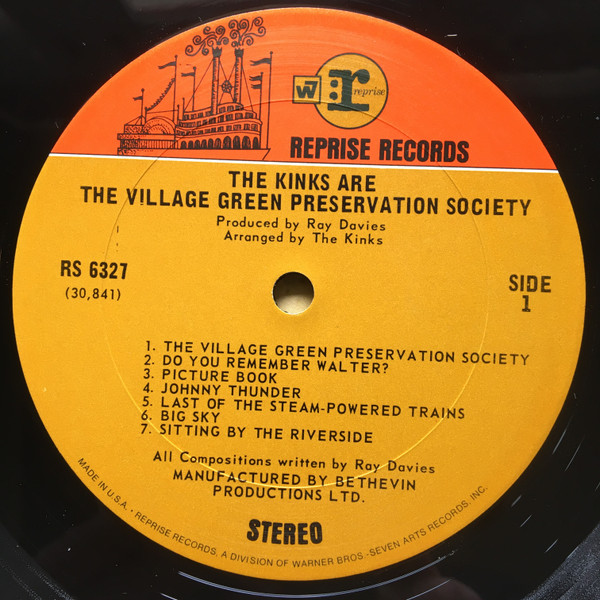 W
r
reprise
REPRISE RECORDS
THE KINKS ARE
THE VILLAGE GREEN PRESERVATION SOCIETY
Produced by Ray Davies
Arranged by The Kinks
RS 6327
(30,841)
SIDE
1
1. THE VILLAGE GREEN PRESERVATION SOCIETY
2. DO YOU REMEMBER WALTER?
3. PICTURE BOOK
4. JOHNNY THUNDER
5. LAST OF THE STEAM-POWERED TRAINS
6. BIG SKY
7. SITTING BY THE RIVERSIDE
All Compositions written by Ray Davies
MANUFACTURED BY BETHEVIN
PRODUCTIONS LTD.
STEREO
MADE IN U.S.A. • REPRISE RECORDS, A DIVISION OF WARNER BROS.-SEVEN ARTS RECORDS, INC.